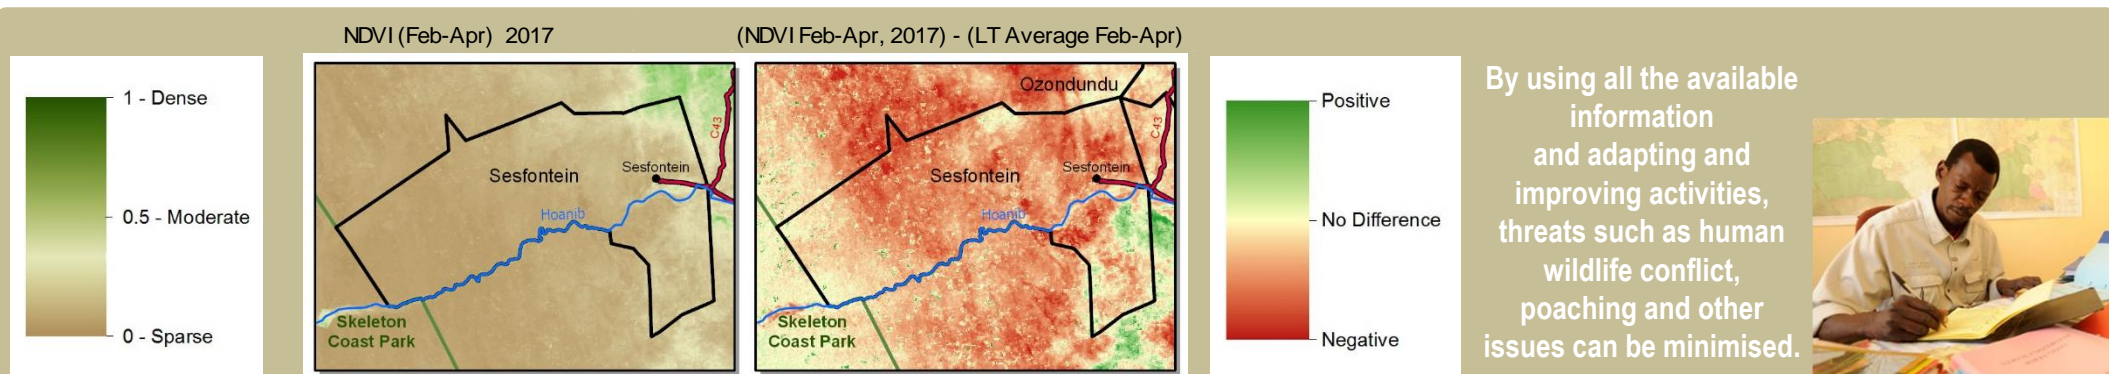 NDVI (Feb-Apr) 2017
(NDVI Feb-Apr, 2017) - (LT Average Feb-Apr)
1 - Dense
0.5 - Moderate
0 - Sparse
C43
Sesfontein
Sesfontein
Hoanib
Skeleton
Coast Park
Ozondundu
C43
Sesfontein
Sesfontein
Hoanib
Skeleton
Coast Park
Positive
No Difference
Negative
By using all the available
information
and adapting and
improving activities,
threats such as human
wildlife conflict,
poaching and other
issues can be minimised.